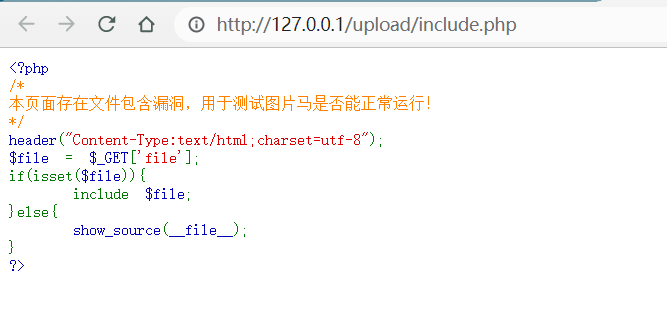 http://127.0.0.1/upload/include.php
<?php
/*
本页面存在文件包含漏洞，用于测试图片马是否能正常运行！
*/
header("Content-Type:text/html;charset=utf-8");
$file  =  $_GET['file'];
if(isset($file)){
        include  $file;
}else{
        show_source(__file__);
}
?>